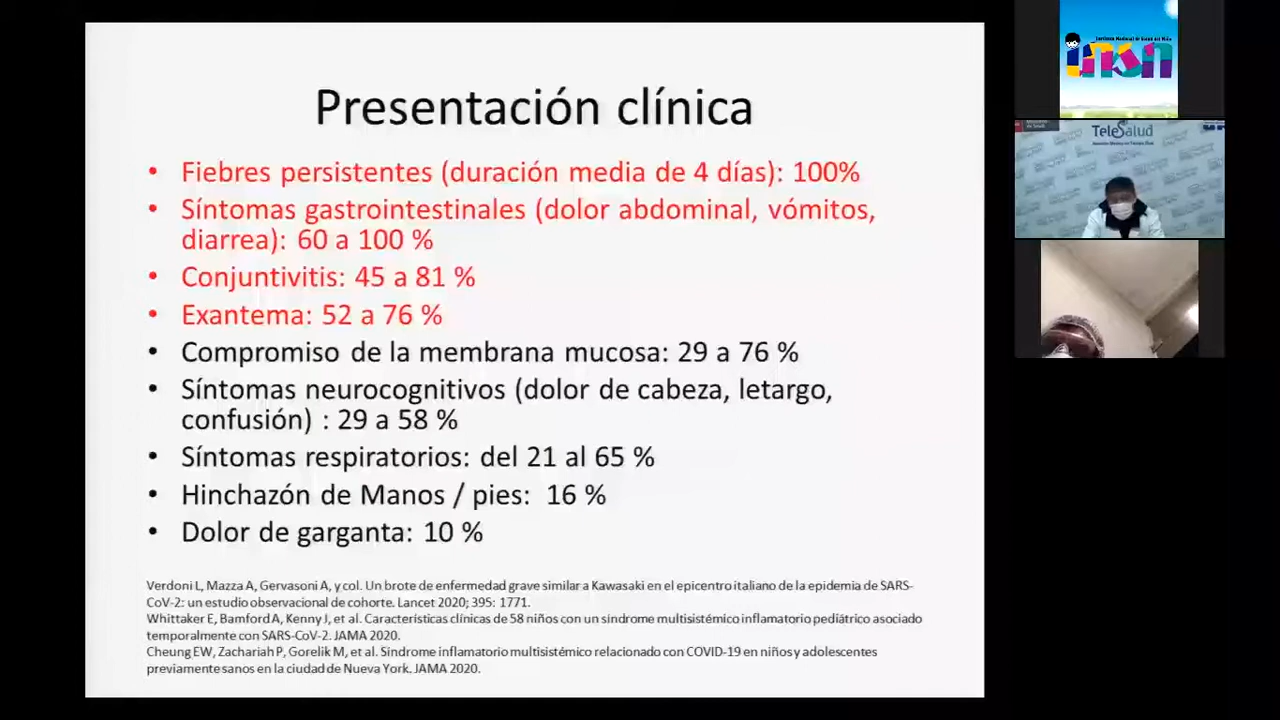 Presentación clínica
• Fiebres persistentes (duración media de 4 días): 100%
• Síntomas gastrointestinales (dolor abdominal, vómitos,
diarrea): 60 a 100 %
• Conjuntivitis: 45 a 81 %
• Exantema: 52 a 76 %
• Compromiso de la membrana mucosa: 29 a 76 %
• Síntomas neurocognitivos (dolor de cabeza, letargo,
confusión) : 29 a 58 %
• Síntomas respiratorios: del 21 al 65 %
• Hinchazón de Manos / pies: 16 %
• Dolor de garganta: 10 %
Verdoni L, Mazza A, Gervasoni A, y col. Un brote de enfermedad grave similar a Kawasaki en el epicentro italiano de la epidemia de SARS-
CoV-2: un estudio observacional de cohorte. Lancet 2020; 395: 1771.
Whittaker E, Bamford A, Kenny J, et al. Características clínicas de 58 niños con un síndrome multisistémico inflamatorio pediátrico asociado
temporalmente con SARS-CoV-2. JAMA 2020.
Cheung EW, Zachariah P, Gorelik M, et al. Síndrome inflamatorio multisistémico relacionado con COVID-19 en niños y adolescentes
previamente sanos en la ciudad de Nueva York. JAMA 2020.
TeleSalud